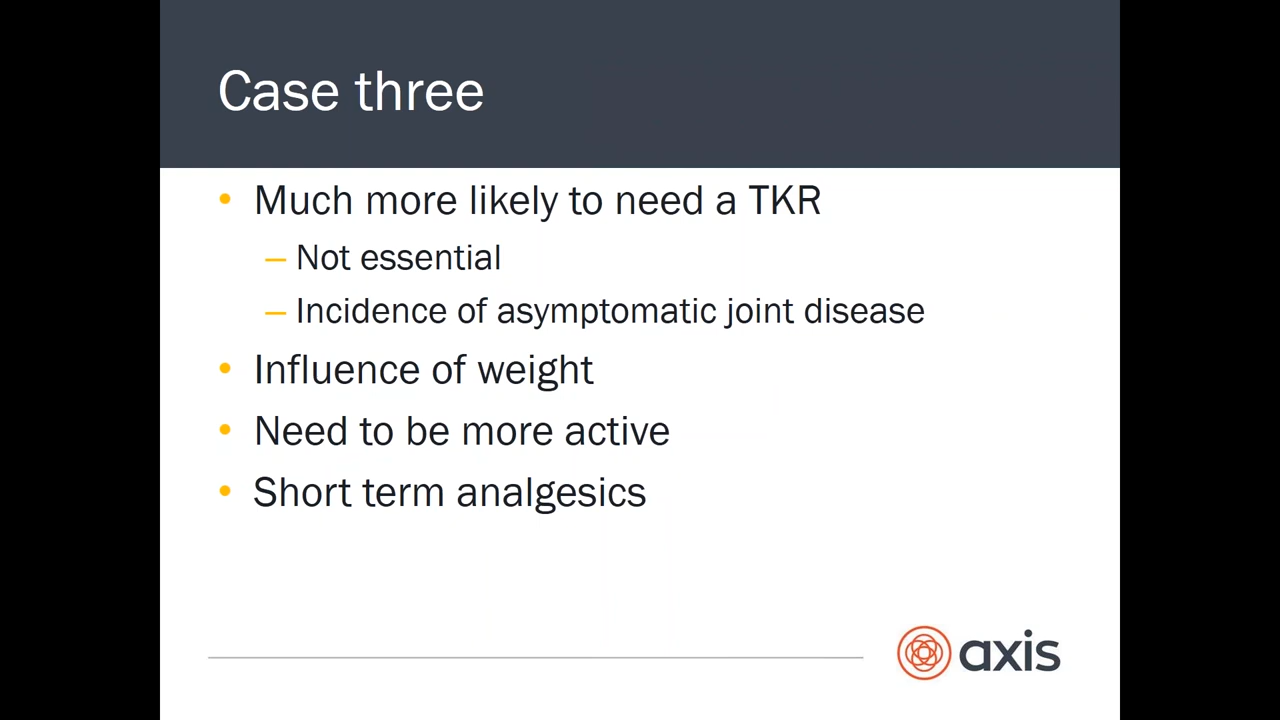 Case three
• Much more likely to need a TKR
– Not essential
– Incidence of asymptomatic joint disease
• Influence of weight
• Need to be more active
• Short term analgesics
axis